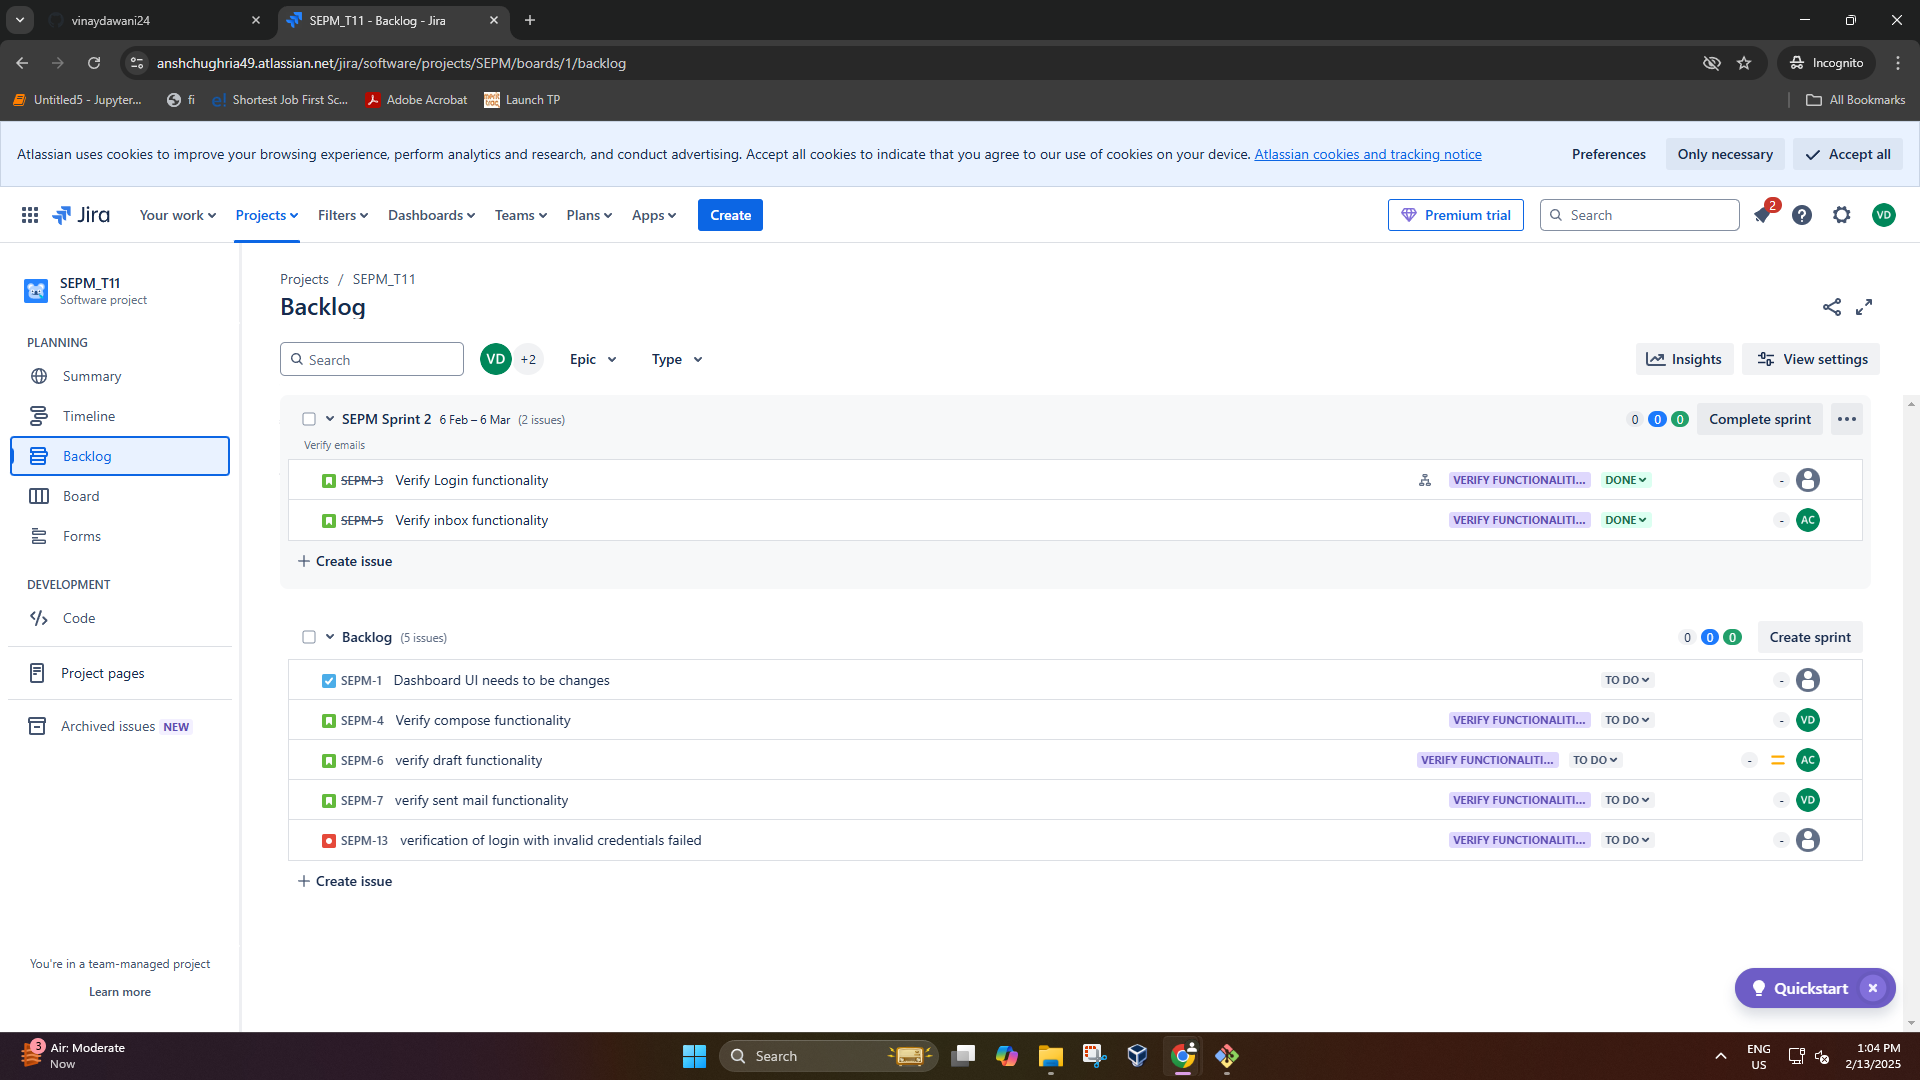 vinaydawani24
SEPM_T11 - Backlog - Jira
anshchughria49.atlassian.net/jira/software/projects/SEPM/boards/1/backlog
Incognito
Untitled5 - Jupyter...
fi
Shortest Job First Sc...
Adobe Acrobat
Launch TP
All Bookmarks
Atlassian uses cookies to improve your browsing experience, perform analytics and research, and conduct advertising. Accept all cookies to indicate that you agree to our use of cookies on your device. Atlassian cookies and tracking notice
Preferences
Only necessary
Accept all
Jira
Your work
Projects
Filters
Dashboards
Teams
Plans
Apps
Create
Premium trial
Search
2
VD
SEPM_T11
Software project
PLANNING
Summary
Timeline
Backlog
Board
Forms
DEVELOPMENT
Code
Project pages
Archived issues NEW
You're in a team-managed project
Learn more
Projects / SEPM_T11
Backlog
Search
VD
+2
Epic
Type
Insights
View settings
SEPM Sprint 2 6 Feb – 6 Mar (2 issues)
0 0 0
Complete sprint
Verify emails
SEPM-3 Verify Login functionality VERIFY FUNCTIONALITI... DONE -
SEPM-5 Verify inbox functionality VERIFY FUNCTIONALITI... DONE - AC
+ Create issue
Backlog (5 issues)
0 0 0
Create sprint
SEPM-1 Dashboard UI needs to be changes TO DO -
SEPM-4 Verify compose functionality VERIFY FUNCTIONALITI... TO DO - VD
SEPM-6 verify draft functionality VERIFY FUNCTIONALITI... TO DO - AC
SEPM-7 verify sent mail functionality VERIFY FUNCTIONALITI... TO DO - VD
SEPM-13 verification of login with invalid credentials failed VERIFY FUNCTIONALITI... TO DO -
+ Create issue
Quickstart
3
Air: Moderate
Now
Search
ENG
US
1:04 PM
2/13/2025